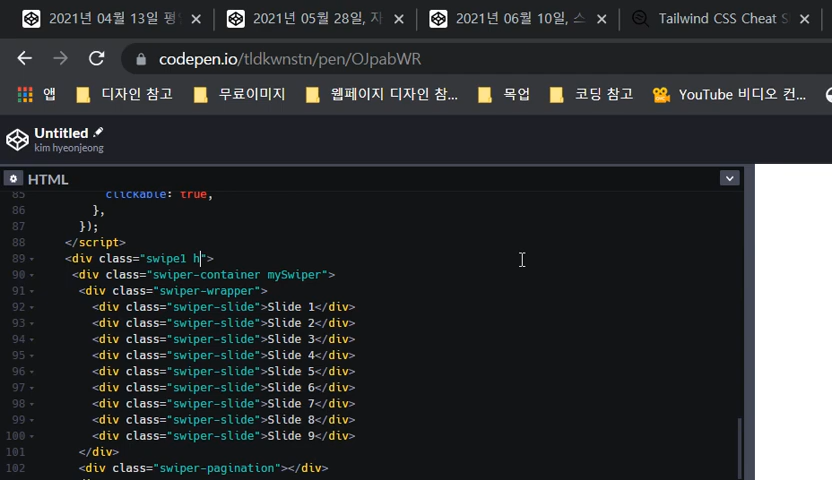 2021년 04월 13일 평
2021년 05월 28일, 자
2021년 06월 10일, 스
Tailwind CSS Cheat S
codepen.io/tldkwnstn/pen/OJpabWR
앱 디자인 참고 무료이미지 웹페이지 디자인 참... 목업 코딩 참고 YouTube 비디오 컨...
Untitled
kim hyeonjeong
HTML
85 clickable: true,
86 },
87 });
88 </script>
89 <div class="swipe1 h">
90 <div class="swiper-container mySwiper">
91 <div class="swiper-wrapper">
92 <div class="swiper-slide">Slide 1</div>
93 <div class="swiper-slide">Slide 2</div>
94 <div class="swiper-slide">Slide 3</div>
95 <div class="swiper-slide">Slide 4</div>
96 <div class="swiper-slide">Slide 5</div>
97 <div class="swiper-slide">Slide 6</div>
98 <div class="swiper-slide">Slide 7</div>
99 <div class="swiper-slide">Slide 8</div>
100 <div class="swiper-slide">Slide 9</div>
101 </div>
102 <div class="swiper-pagination"></div>